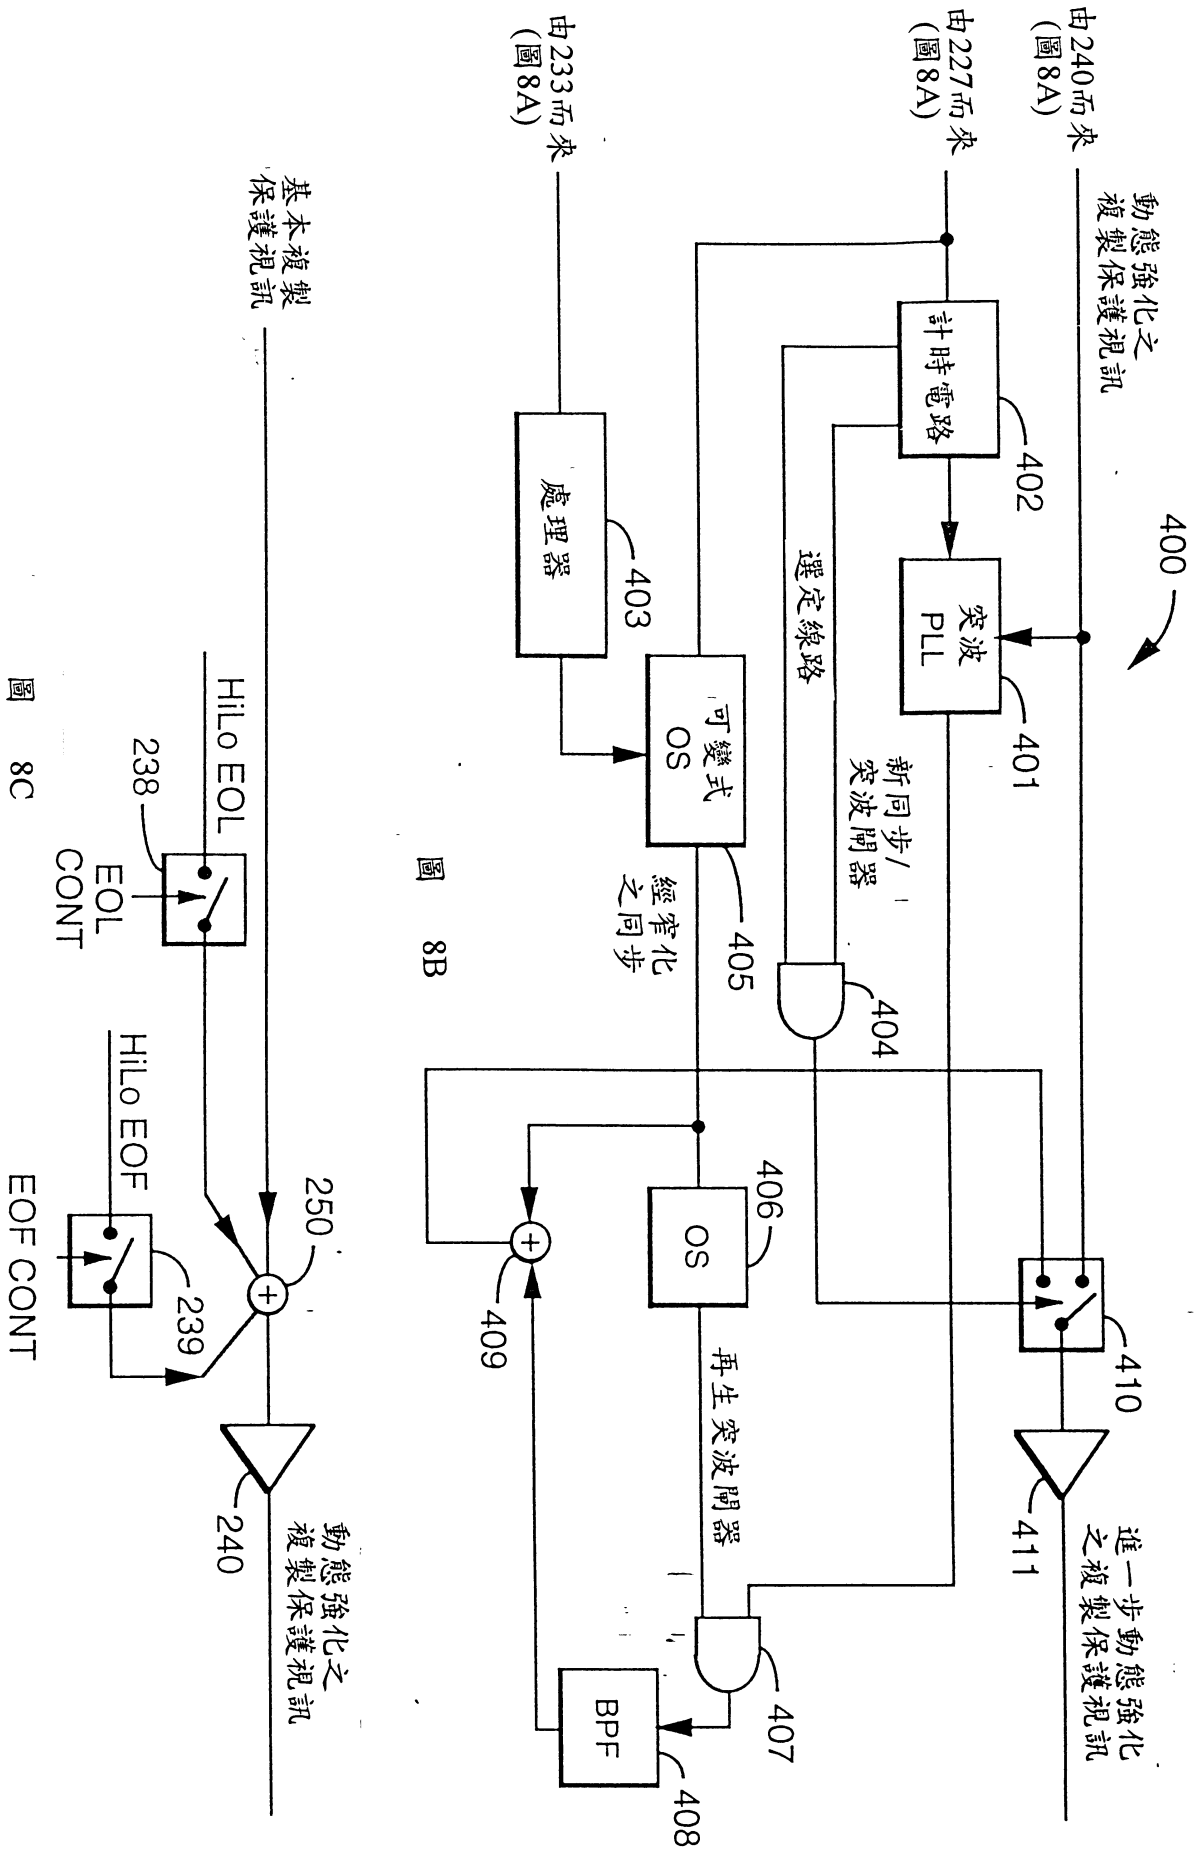 400
由240而來
(圖8A)
動態強化之
複製保護視訊
由227而來
(圖8A)
計時電路
402
突波
PLL
401
410
411
進一步動態強化
之複製保護視訊
選定線路
新同步/
突波閘器
404
由233而來
(圖8A)
處理器
403
可變式
OS
405
經窄化
之同步
406
OS
再生突波閘器
407
BPF
408
409
圖 8B
基本複製
保護視訊
HiLo EOL
238
EOL
CONT
HiLo EOF
239
EOF CONT
250
240
動態強化之
複製保護視訊
圖 8C